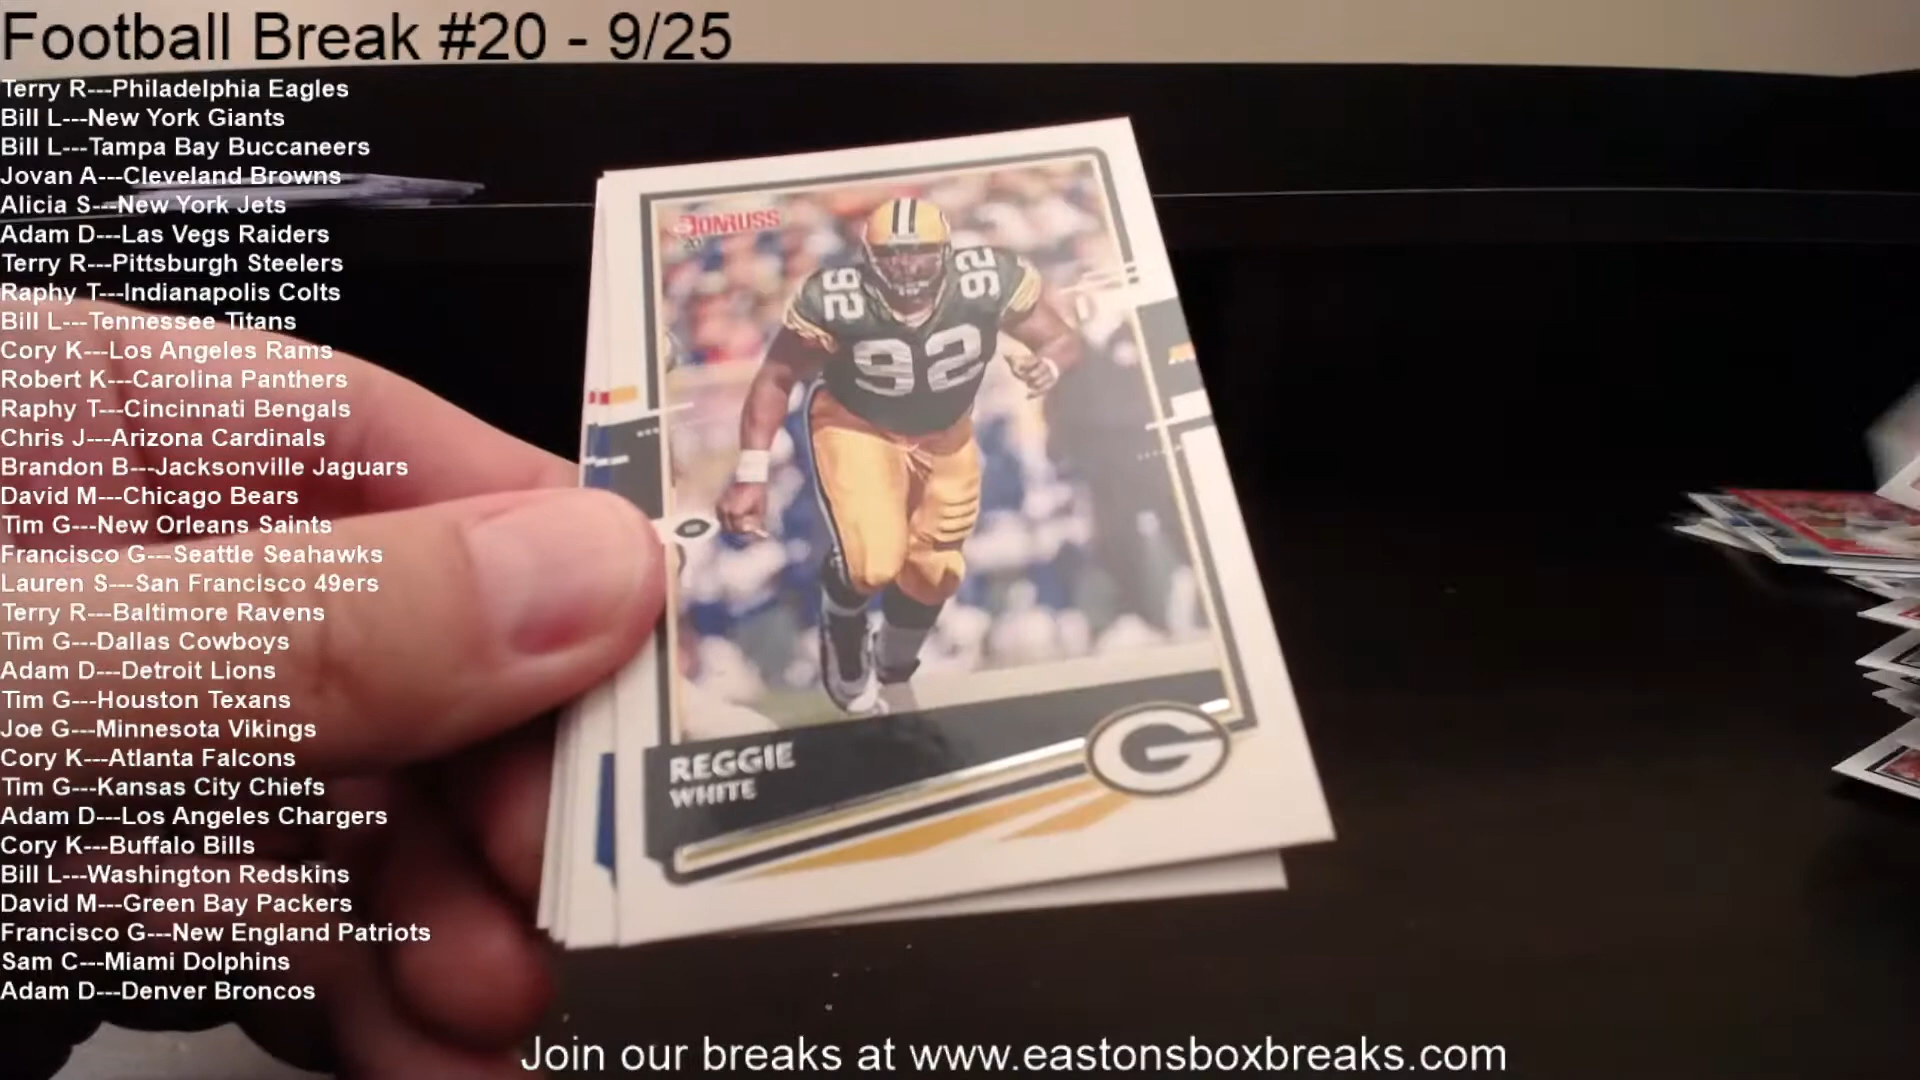 Football Break #20 - 9/25
Terry R---Philadelphia Eagles
Bill L---New York Giants
Bill L---Tampa Bay Buccaneers
Jovan A---Cleveland Browns
Alicia S---New York Jets
Adam D---Las Vegs Raiders
Terry R---Pittsburgh Steelers
Raphy T---Indianapolis Colts
Bill L---Tennessee Titans
Cory K---Los Angeles Rams
Robert K---Carolina Panthers
Raphy T---Cincinnati Bengals
Chris J---Arizona Cardinals
Brandon B---Jacksonville Jaguars
David M---Chicago Bears
Tim G---New Orleans Saints
Francisco G---Seattle Seahawks
Lauren S---San Francisco 49ers
Terry R---Baltimore Ravens
Tim G---Dallas Cowboys
Adam D---Detroit Lions
Tim G---Houston Texans
Joe G---Minnesota Vikings
Cory K---Atlanta Falcons
Tim G---Kansas City Chiefs
Adam D---Los Angeles Chargers
Cory K---Buffalo Bills
Bill L---Washington Redskins
David M---Green Bay Packers
Francisco G---New England Patriots
Sam C---Miami Dolphins
Adam D---Denver Broncos
DONRUSS
92
92
92
REGGIE
WHITE
G
Join our breaks at www.eastonsboxbreaks.com